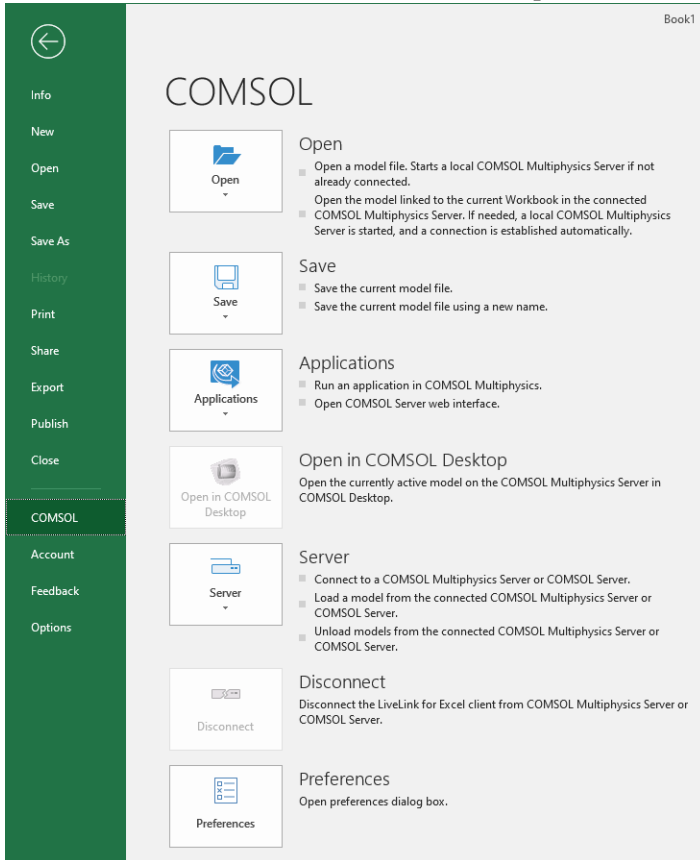 Book1
Info
New
Open
Save
Save As
History
Print
Share
Export
Publish
Close
COMSOL
Account
Feedback
Options
COMSOL
Open
Open
Open a model file. Starts a local COMSOL Multiphysics Server if not
already connected.
Open the model linked to the current Workbook in the connected
COMSOL Multiphysics Server. If needed, a local COMSOL Multiphysics
Server is started, and a connection is established automatically.
Save
Save
Save the current model file.
Save the current model file using a new name.
Applications
Applications
Run an application in COMSOL Multiphysics.
Open COMSOL Server web interface.
Open in COMSOL
Desktop
Open in COMSOL Desktop
Open the currently active model on the COMSOL Multiphysics Server in
COMSOL Desktop.
Server
Server
Connect to a COMSOL Multiphysics Server or COMSOL Server.
Load a model from the connected COMSOL Multiphysics Server or
COMSOL Server.
Unload models from the connected COMSOL Multiphysics Server or
COMSOL Server.
Disconnect
Disconnect
Disconnect the LiveLink for Excel client from COMSOL Multiphysics Server or
COMSOL Server.
Preferences
Preferences
Open preferences dialog box.